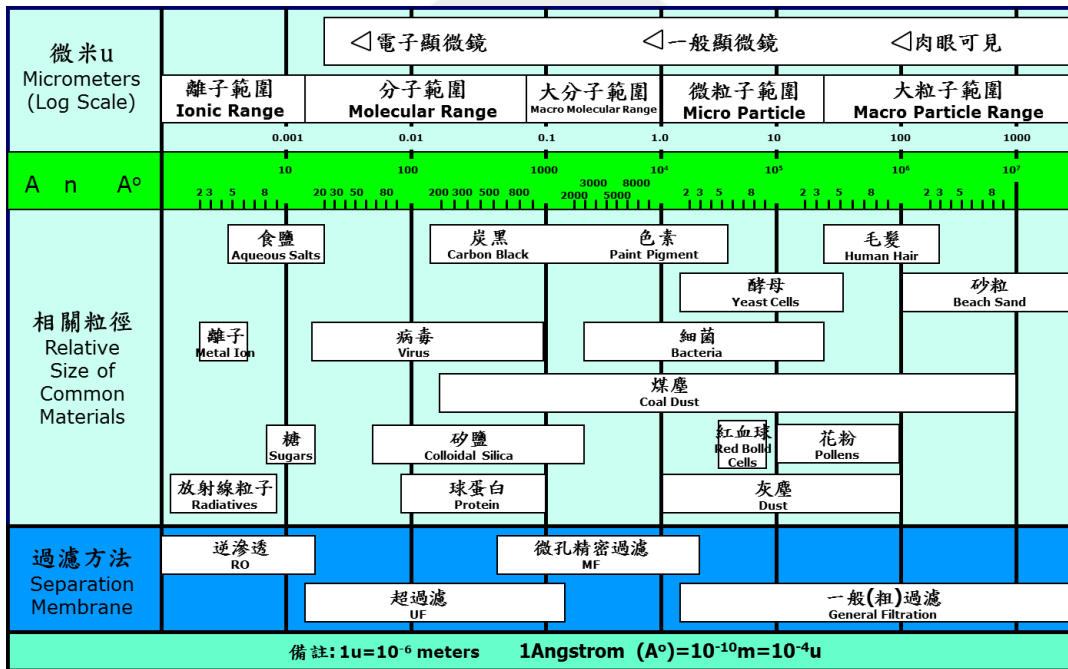 微米u
Micrometers
(Log Scale)
◁電子顯微鏡 ◁一般顯微鏡 ◁肉眼可見
離子範圍 分子範圍 大分子範圍 微粒子範圍 大粒子範圍
Ionic Range Molecular Range Macro Molecular Range Micro Particle Macro Particle Range
0.001 0.01 0.1 1.0 10 100 1000
A n A°
10 100 1000 10⁴ 10⁵ 10⁶ 10⁷
2 3 5 8 20 30 50 80 200 300 500 800 2000 3000 5000 8000 2 3 5 8 2 3 5 8 2 3 5 8
相關粒徑
Relative
Size of
Common
Materials
食鹽 炭黑 色素 毛髮
Aqueous Salts Carbon Black Paint Pigment Human Hair
酵母 砂粒
Yeast Cells Beach Sand
離子 病毒 細菌
Metal Ion Virus Bacteria
煤塵
Coal Dust
糖 矽鹽 紅血球 花粉
Sugars Colloidal Silica Red Bolld Pollens
Cells
放射線粒子 球蛋白 灰塵
Radiatives Protein Dust
過濾方法
Separation
Membrane
逆滲透 微孔精密過濾
RO MF
超過濾 一般(粗)過濾
UF General Filtration
備註: 1u=10⁻⁶ meters 1Angstrom (A°)=10⁻¹⁰m=10⁻⁴u